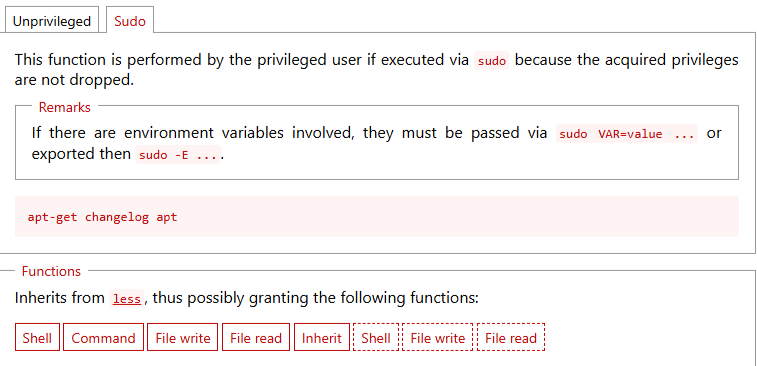 Unprivileged Sudo
This function is performed by the privileged user if executed via sudo because the acquired privileges
are not dropped.
Remarks
If there are environment variables involved, they must be passed via sudo VAR=value ... or
exported then sudo -E ....
apt-get changelog apt
Functions
Inherits from less, thus possibly granting the following functions:
Shell Command File write File read Inherit Shell File write File read